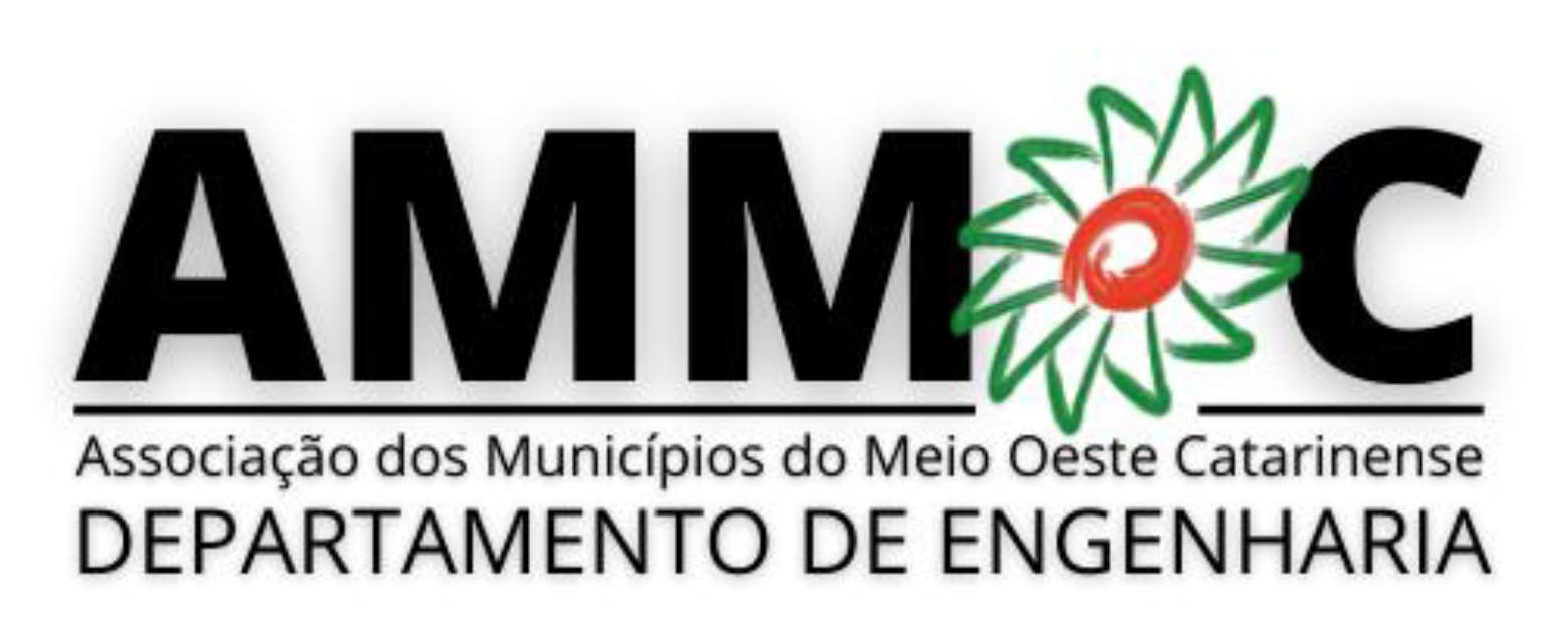 AMMOC
Associação dos Municípios do Meio Oeste Catarinense
DEPARTAMENTO DE ENGENHARIA